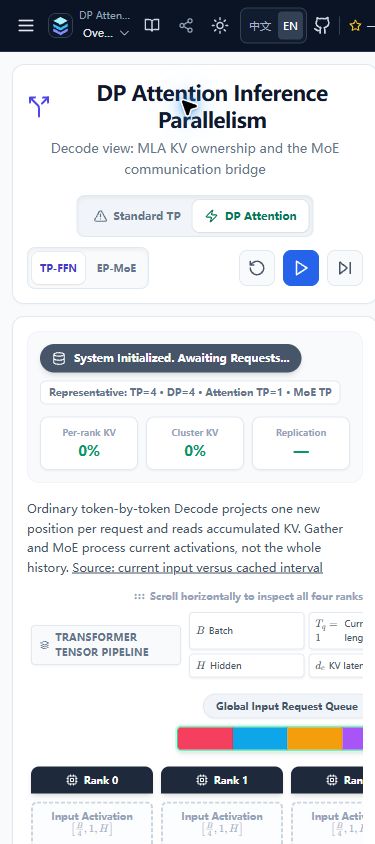 DP Atten...
Ove...
中文 EN
DP Attention Inference
Parallelism
Decode view: MLA KV ownership and the MoE
communication bridge
Standard TP DP Attention
TP-FFN EP-MoE
System Initialized. Awaiting Requests...
Representative: TP=4 • DP=4 • Attention TP=1 • MoE TP
Per-rank KV Cluster KV Replication
0% 0% —
Ordinary token-by-token Decode projects one new
position per request and reads accumulated KV. Gather
and MoE process current activations, not the whole
history. Source: current input versus cached interval
Scroll horizontally to inspect all four ranks
TRANSFORMER
TENSOR PIPELINE
B Batch
T_q = 1 Curr
leng
H Hidden
d_c KV laten
Global Input Request Queue
Rank 0 Rank 1 Ran
Input Activation Input Activation Input Activa
[B/4, 1, H] [B/4, 1, H] [B/4, 1, H]